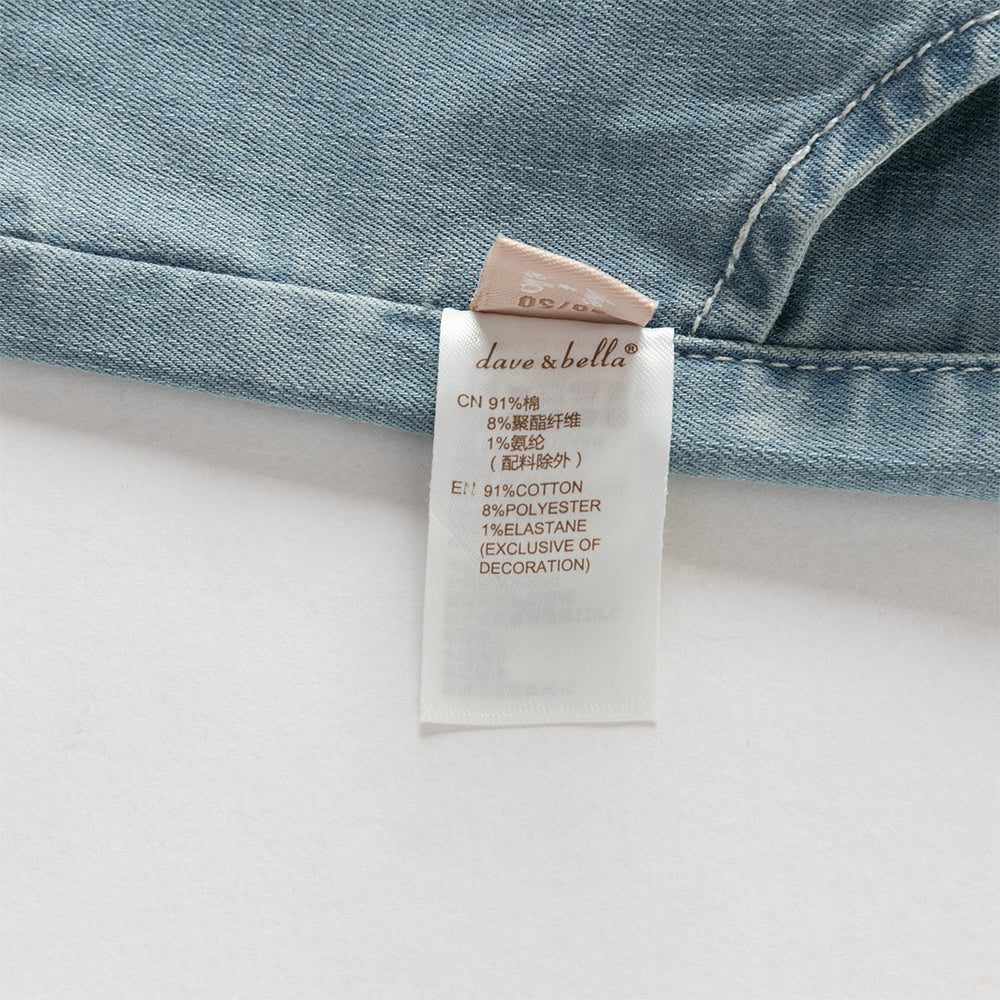 dave & bella®
CN 91%棉
8%聚酯纤维
1%氨纶
(配料除外)
EN 91%COTTON
8%POLYESTER
1%ELASTANE
(EXCLUSIVE OF
DECORATION)